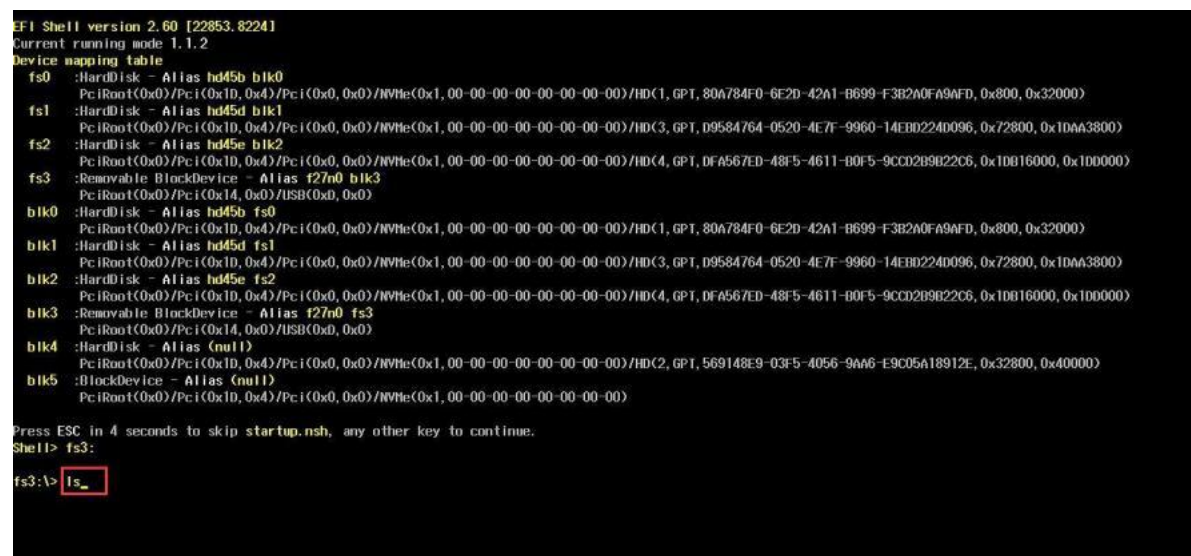 EFI Shell version 2.60 [22853.8224]
Current running mode 1.1.2
Device mapping table
fs0 :HardDisk - Alias hd45b blk0
PciRoot(0x0)/Pci(0x1D,0x4)/Pci(0x0,0x0)/NVMe(0x1,00-00-00-00-00-00-00-00)/HD(1,GPT,80A784F0-6E2D-42A1-B699-F3B2A0FA9AFD,0x800,0x32000)
fs1 :HardDisk - Alias hd45d blk1
PciRoot(0x0)/Pci(0x1D,0x4)/Pci(0x0,0x0)/NVMe(0x1,00-00-00-00-00-00-00-00)/HD(3,GPT,D9584764-0520-4E7F-9960-14EBD224D096,0x72800,0x1DAA3800)
fs2 :HardDisk - Alias hd45e blk2
PciRoot(0x0)/Pci(0x1D,0x4)/Pci(0x0,0x0)/NVMe(0x1,00-00-00-00-00-00-00-00)/HD(4,GPT,DFA567ED-48F5-4611-B0F5-9CCD2B9B22C6,0x1DB16000,0x1DD000)
fs3 :Removable BlockDevice - Alias f27n0 blk3
PciRoot(0x0)/Pci(0x14,0x0)/USB(0xD,0x0)
blk0 :HardDisk - Alias hd45b fs0
PciRoot(0x0)/Pci(0x1D,0x4)/Pci(0x0,0x0)/NVMe(0x1,00-00-00-00-00-00-00-00)/HD(1,GPT,80A784F0-6E2D-42A1-B699-F3B2A0FA9AFD,0x800,0x32000)
blk1 :HardDisk - Alias hd45d fs1
PciRoot(0x0)/Pci(0x1D,0x4)/Pci(0x0,0x0)/NVMe(0x1,00-00-00-00-00-00-00-00)/HD(3,GPT,D9584764-0520-4E7F-9960-14EBD224D096,0x72800,0x1DAA3800)
blk2 :HardDisk - Alias hd45e fs2
PciRoot(0x0)/Pci(0x1D,0x4)/Pci(0x0,0x0)/NVMe(0x1,00-00-00-00-00-00-00-00)/HD(4,GPT,DFA567ED-48F5-4611-B0F5-9CCD2B9B22C6,0x1DB16000,0x1DD000)
blk3 :Removable BlockDevice - Alias f27n0 fs3
PciRoot(0x0)/Pci(0x14,0x0)/USB(0xD,0x0)
blk4 :HardDisk - Alias (null)
PciRoot(0x0)/Pci(0x1D,0x4)/Pci(0x0,0x0)/NVMe(0x1,00-00-00-00-00-00-00-00)/HD(2,GPT,569148E9-03F5-4056-9AA6-E9C05A18912E,0x32800,0x40000)
blk5 :BlockDevice - Alias (null)
PciRoot(0x0)/Pci(0x1D,0x4)/Pci(0x0,0x0)/NVMe(0x1,00-00-00-00-00-00-00-00)
Press ESC in 4 seconds to skip startup.nsh, any other key to continue.
Shell> fs3:
fs3:\> ls_